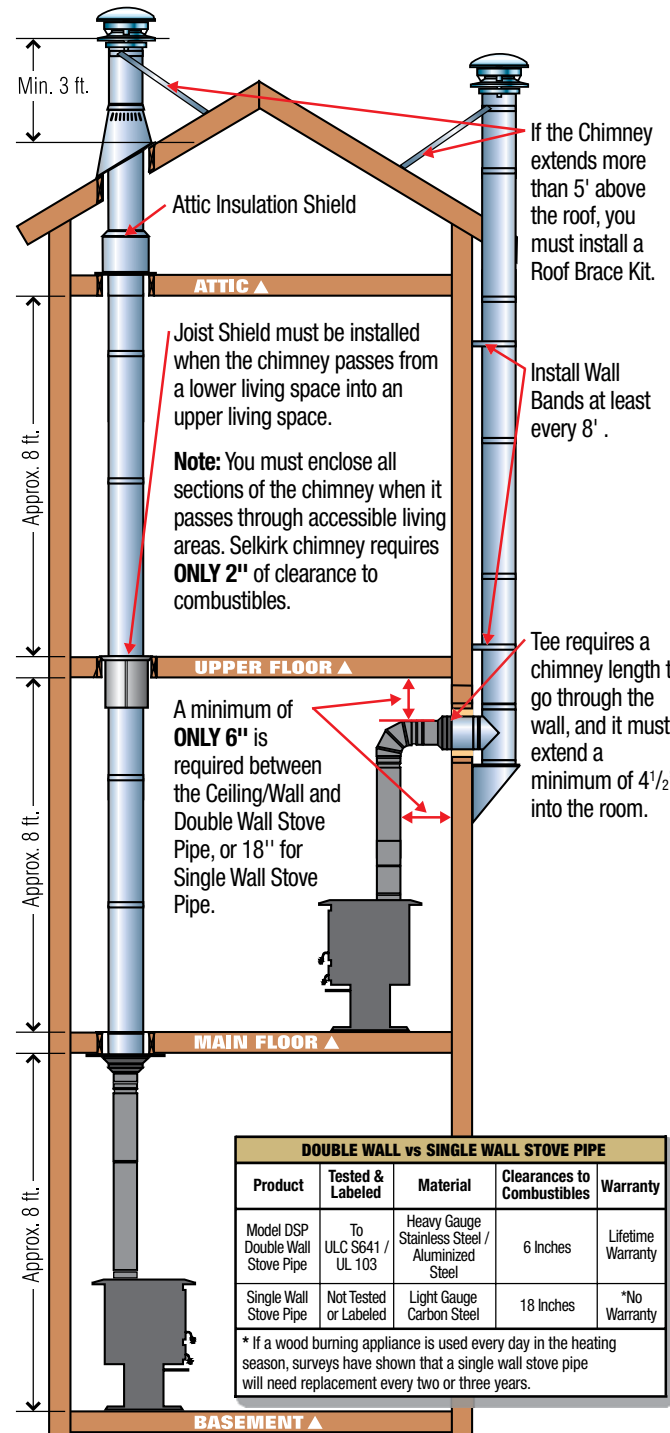 Min. 3 ft.
If the Chimney
extends more
than 5' above
the roof, you
must install a
Roof Brace Kit.
Attic Insulation Shield
ATTIC ▲
Joist Shield must be installed
when the chimney passes from
a lower living space into an
upper living space.
Note: You must enclose all
sections of the chimney when it
passes through accessible living
areas. Selkirk chimney requires
ONLY 2" of clearance to
combustibles.
Install Wall
Bands at least
every 8' .
Approx. 8 ft.
UPPER FLOOR ▲
Tee requires a
chimney length t
go through the
wall, and it must
extend a
minimum of 4 1/2
into the room.
A minimum of
ONLY 6" is
required between
the Ceiling/Wall and
Double Wall Stove
Pipe, or 18" for
Single Wall Stove
Pipe.
Approx. 8 ft.
MAIN FLOOR ▲
Approx. 8 ft.
DOUBLE WALL vs SINGLE WALL STOVE PIPE
Product Tested & Labeled Material Clearances to Combustibles Warranty
Model DSP Double Wall Stove Pipe To ULC S641 / UL 103 Heavy Gauge Stainless Steel / Aluminized Steel 6 Inches Lifetime Warranty
Single Wall Stove Pipe Not Tested or Labeled Light Gauge Carbon Steel 18 Inches *No Warranty
* If a wood burning appliance is used every day in the heating
season, surveys have shown that a single wall stove pipe
will need replacement every two or three years.
BASEMENT ▲